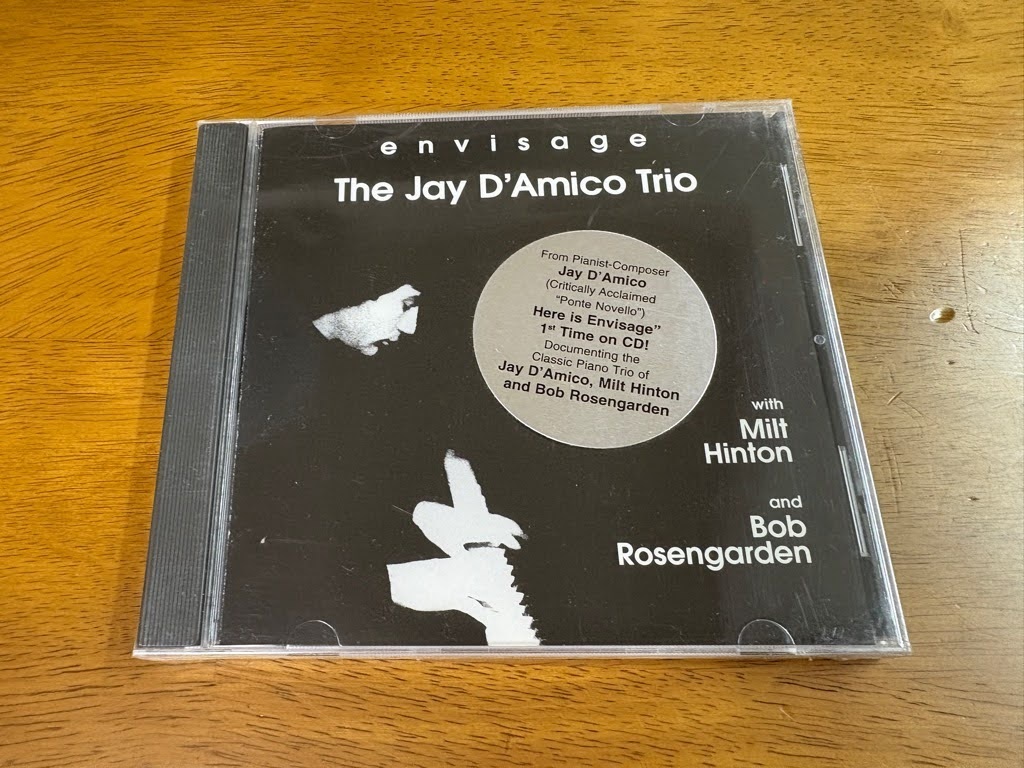 envisage
The Jay D'Amico Trio
From Pianist-Composer
Jay D'Amico
(Critically Acclaimed
"Ponte Novello")
Here is Envisage"
1st Time on CD!
Documenting the
Classic Piano Trio of
Jay D'Amico, Milt Hinton
and Bob Rosengarden
with
Milt
Hinton
and
Bob
Rosengarden